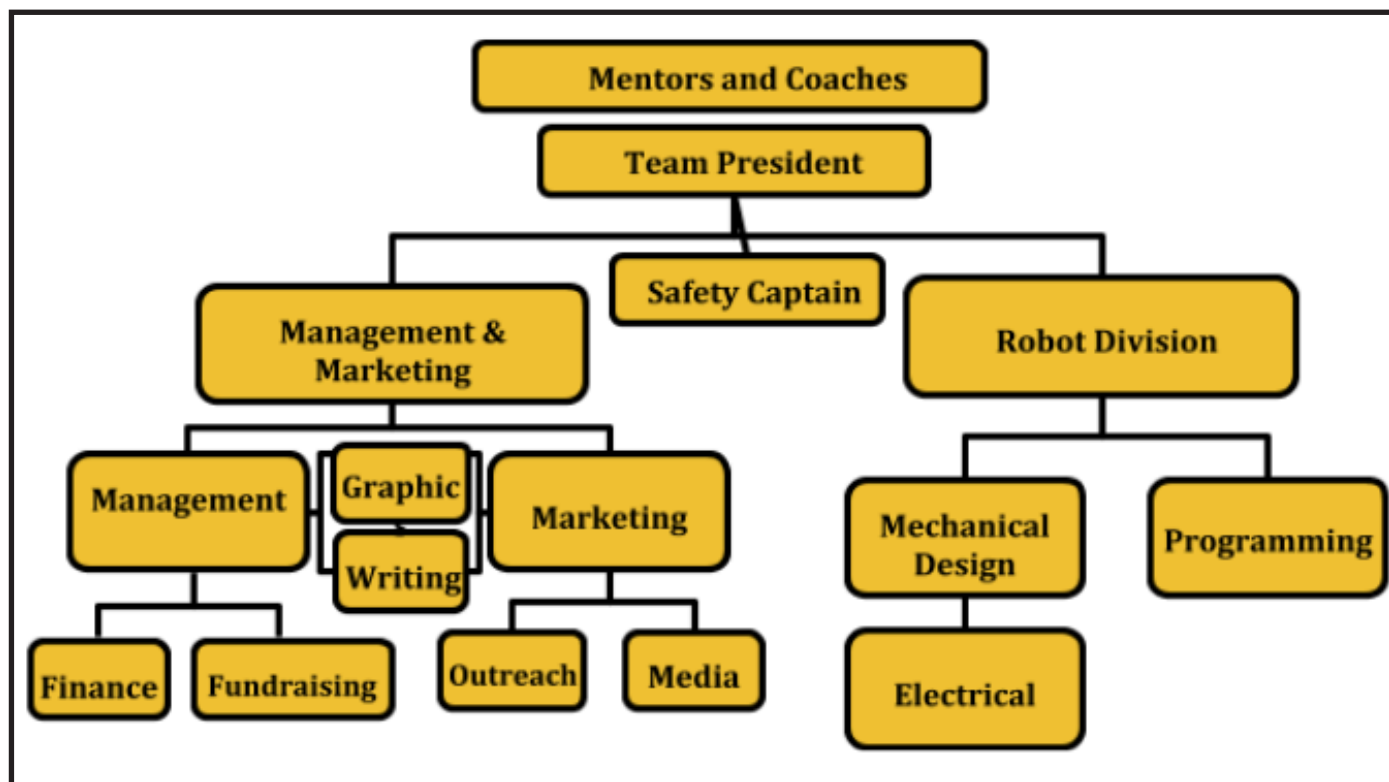 Mentors and Coaches
Team President
Safety Captain
Management &
Marketing
Robot Division
Management
Graphic
Writing
Marketing
Mechanical
Design
Programming
Finance
Fundraising
Outreach
Media
Electrical